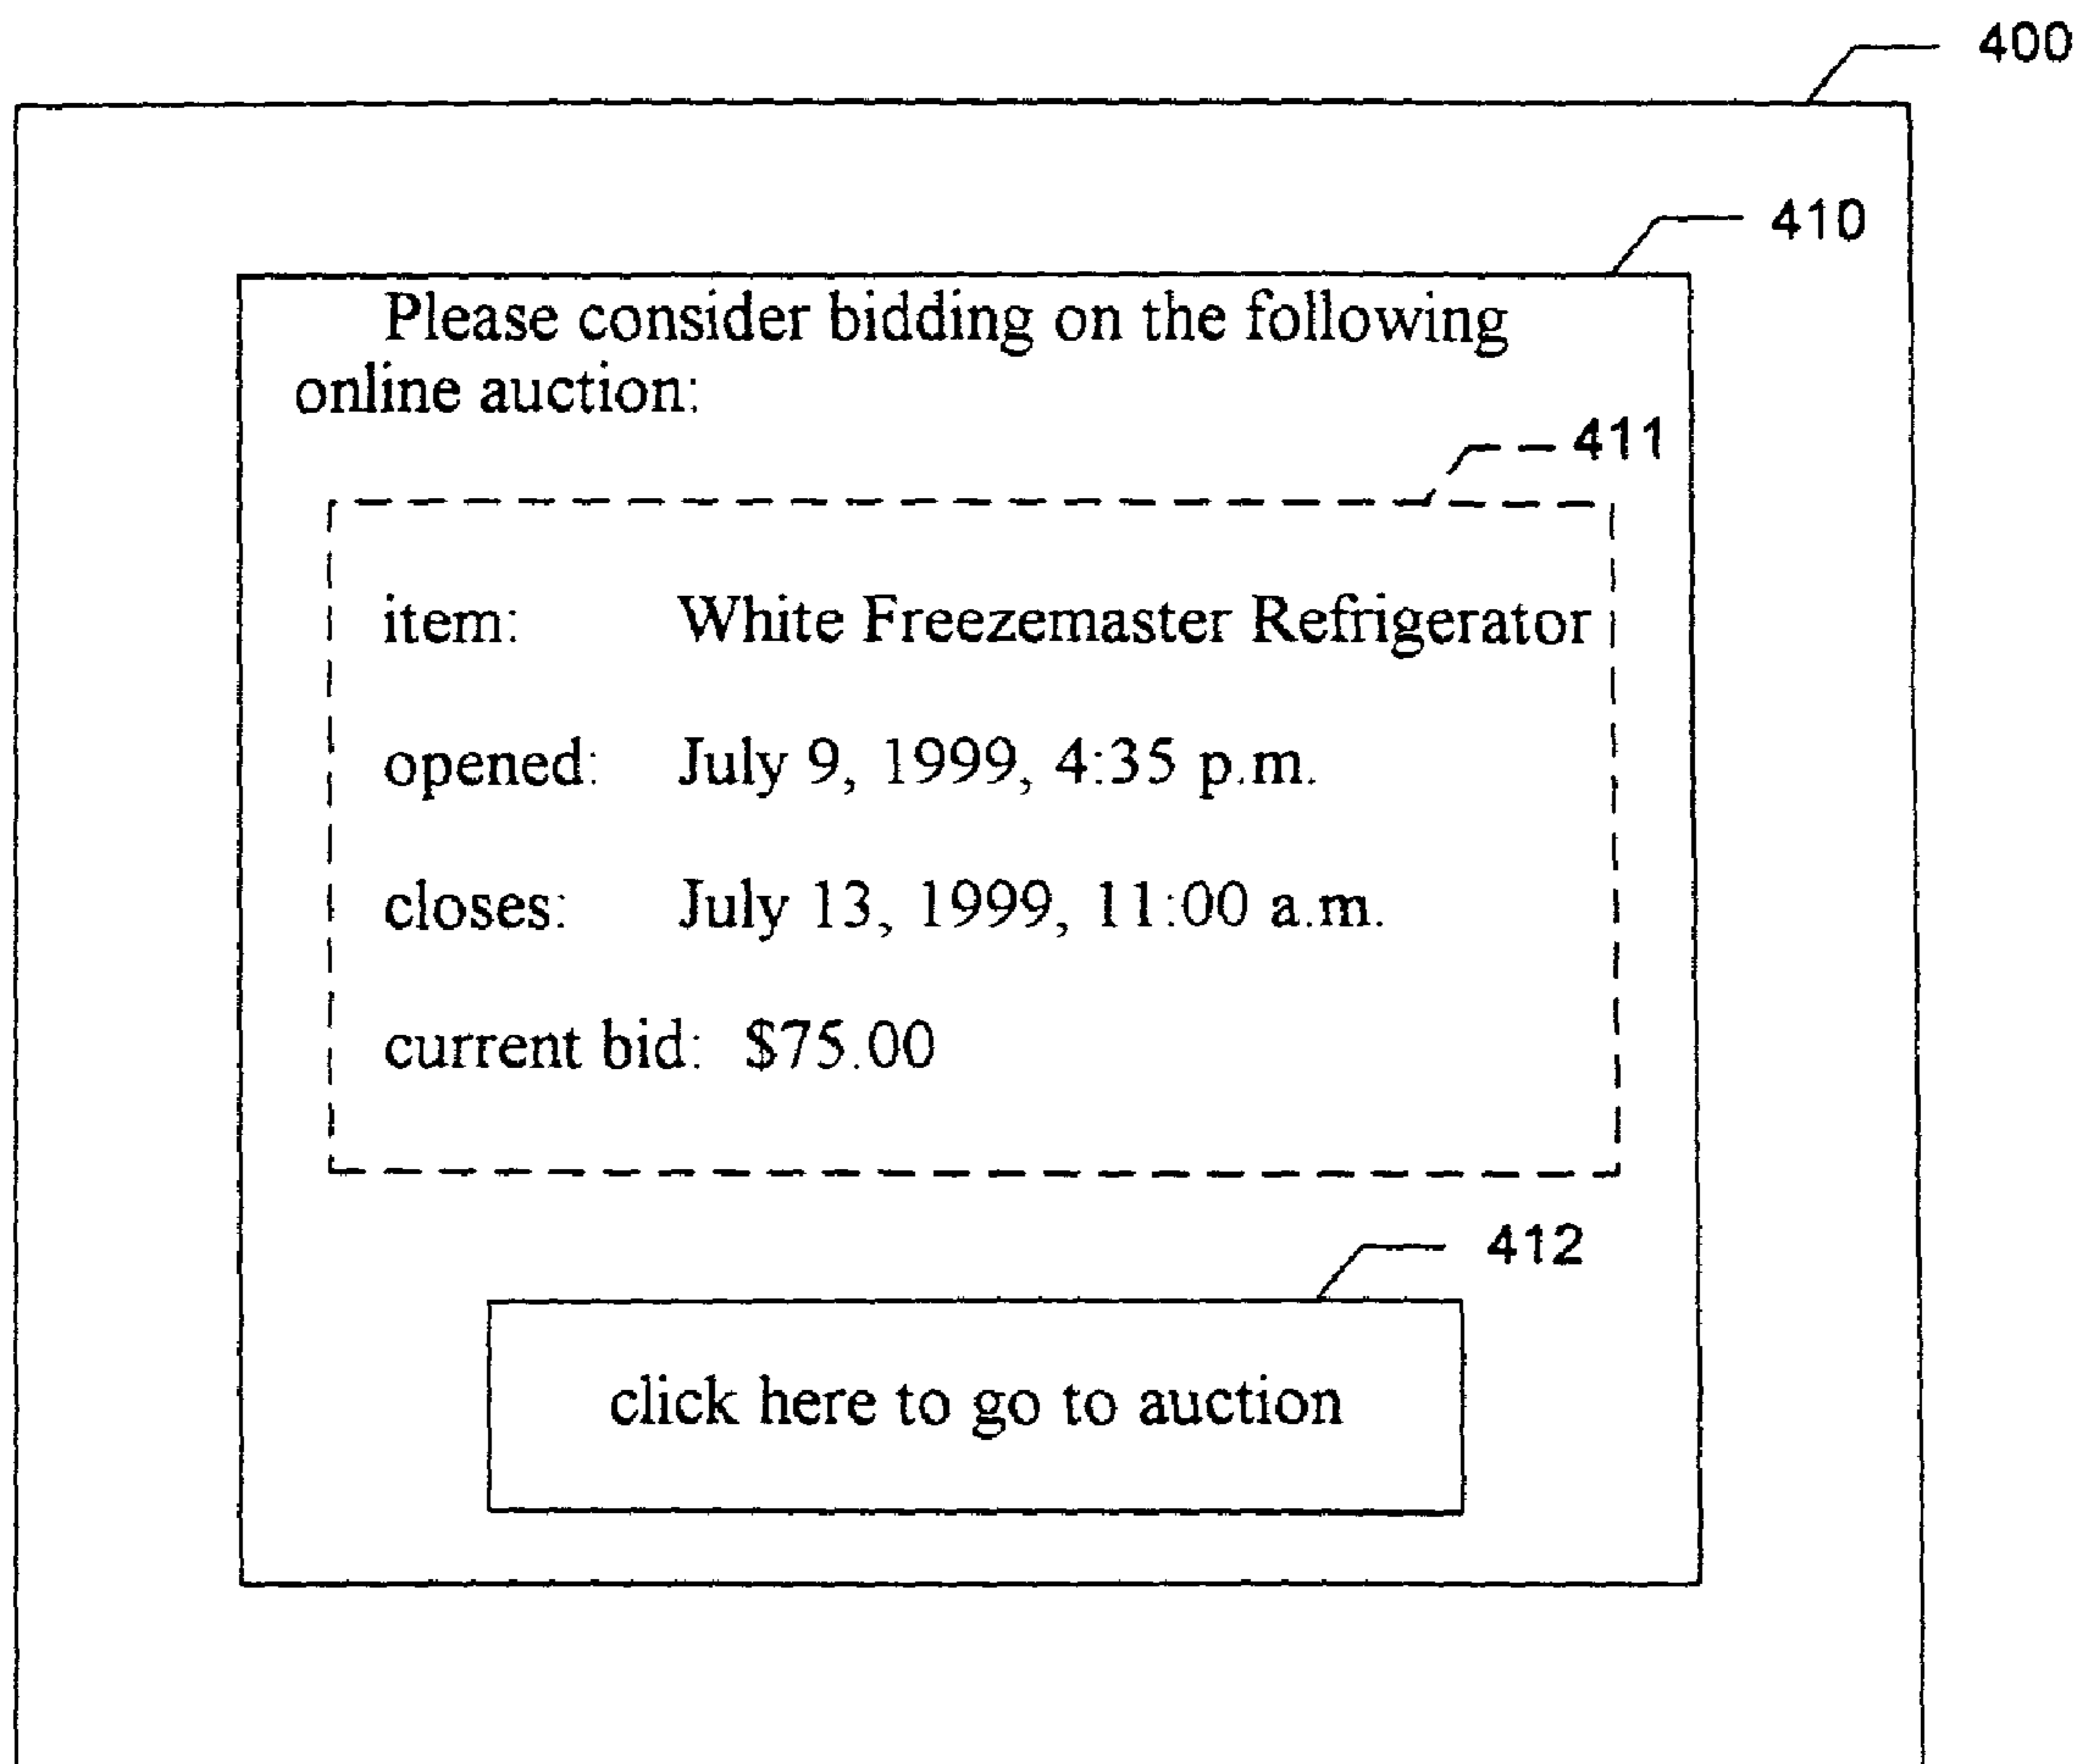 400
410
Please consider bidding on the following
online auction:
411
item: White Freezemaster Refrigerator
opened: July 9, 1999, 4:35 p.m.
closes: July 13, 1999, 11:00 a.m.
current bid: $75.00
412
click here to go to auction